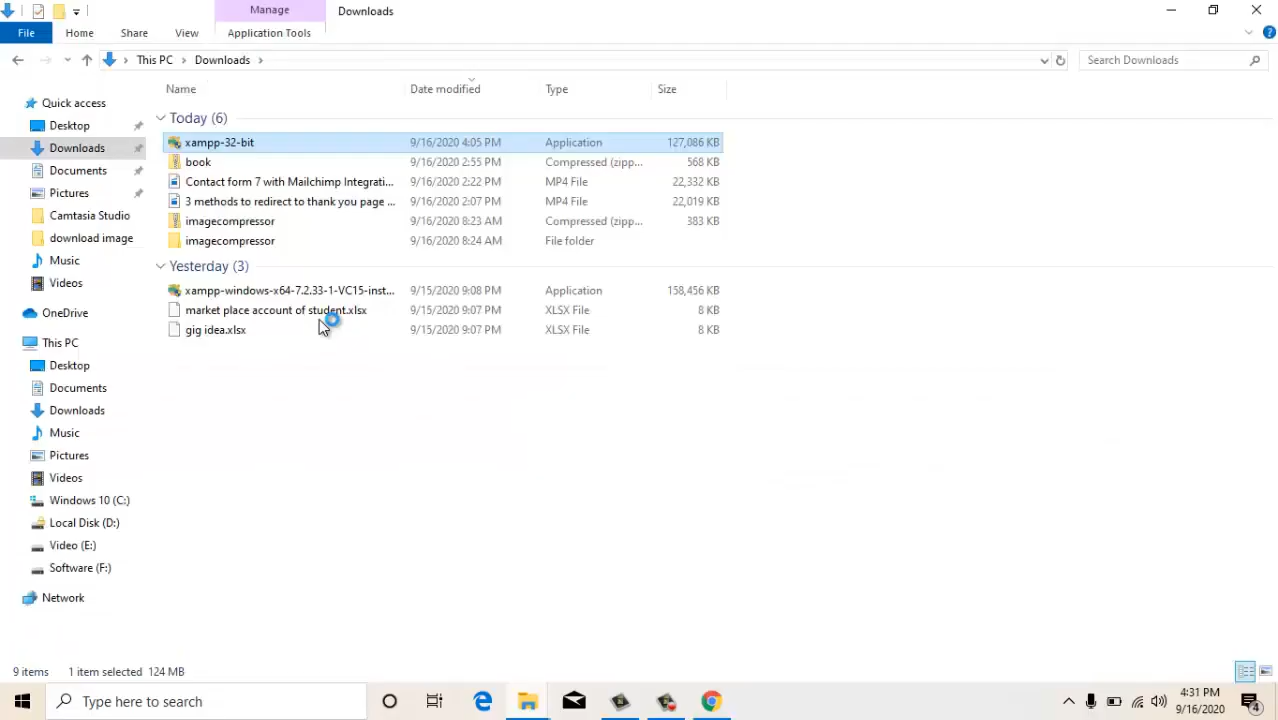 Manage
Downloads
File
Home
Share
View
Application Tools
This PC
Downloads
Search Downloads
Name
Date modified
Type
Size
Today (6)
xampp-32-bit 9/16/2020 4:05 PM Application 127,086 KB
book 9/16/2020 2:55 PM Compressed (zipp... 568 KB
Contact form 7 with Mailchimp Integrati... 9/16/2020 2:22 PM MP4 File 22,332 KB
3 methods to redirect to thank you page ... 9/16/2020 2:07 PM MP4 File 22,019 KB
imagecompressor 9/16/2020 8:23 AM Compressed (zipp... 383 KB
imagecompressor 9/16/2020 8:24 AM File folder
Yesterday (3)
xampp-windows-x64-7.2.33-1-VC15-inst... 9/15/2020 9:08 PM Application 158,456 KB
market place account of student.xlsx 9/15/2020 9:07 PM XLSX File 8 KB
gig idea.xlsx 9/15/2020 9:07 PM XLSX File 8 KB
Quick access
Desktop
Downloads
Documents
Pictures
Camtasia Studio
download image
Music
Videos
OneDrive
This PC
Desktop
Documents
Downloads
Music
Pictures
Videos
Windows 10 (C:)
Local Disk (D:)
Video (E:)
Software (F:)
Network
9 items 1 item selected 124 MB
Type here to search
4:31 PM
9/16/2020
4